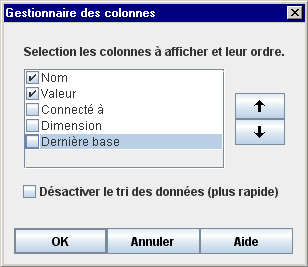 Gestionnaire des colonnes
Selection les colonnes à afficher et leur ordre.
Nom
Valeur
Connecté à
Dimension
Dernière base
Désactiver le tri des données (plus rapide)
OK
Annuler
Aide